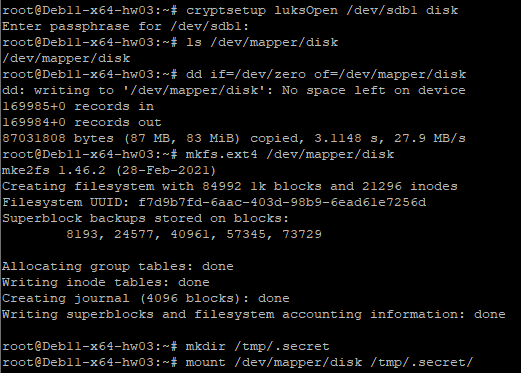 root@Deb11-x64-hw03:~# cryptsetup luksOpen /dev/sdb1 disk
Enter passphrase for /dev/sdb1:
root@Deb11-x64-hw03:~# ls /dev/mapper/disk
/dev/mapper/disk
root@Deb11-x64-hw03:~# dd if=/dev/zero of=/dev/mapper/disk
dd: writing to '/dev/mapper/disk': No space left on device
169985+0 records in
169984+0 records out
87031808 bytes (87 MB, 83 MiB) copied, 3.1148 s, 27.9 MB/s
root@Deb11-x64-hw03:~# mkfs.ext4 /dev/mapper/disk
mke2fs 1.46.2 (28-Feb-2021)
Creating filesystem with 84992 1k blocks and 21296 inodes
Filesystem UUID: f7d9b7fd-6aac-403d-98b9-6ead61e7256d
Superblock backups stored on blocks:
        8193, 24577, 40961, 57345, 73729
Allocating group tables: done
Writing inode tables: done
Creating journal (4096 blocks): done
Writing superblocks and filesystem accounting information: done
root@Deb11-x64-hw03:~# mkdir /tmp/.secret
root@Deb11-x64-hw03:~# mount /dev/mapper/disk /tmp/.secret/